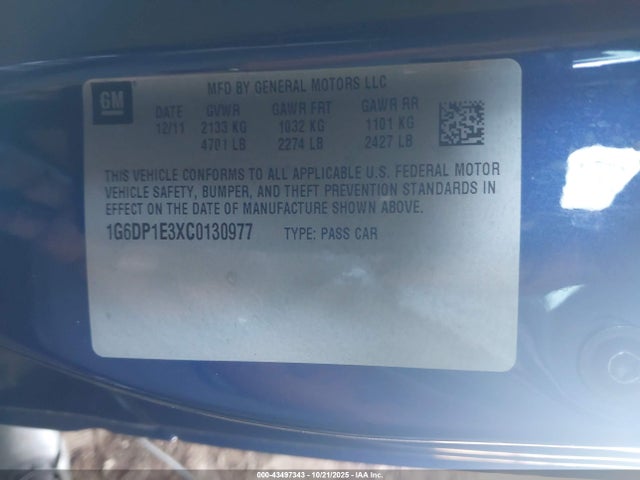 GM
MFD BY GENERAL MOTORS LLC
DATE GVWR GAWR FRT GAWR RR
12/11 2133 KG 1032 KG 1101 KG
4701 LB 2274 LB 2427 LB
THIS VEHICLE CONFORMS TO ALL APPLICABLE U.S. FEDERAL MOTOR
VEHICLE SAFETY, BUMPER, AND THEFT PREVENTION STANDARDS IN
EFFECT ON THE DATE OF MANUFACTURE SHOWN ABOVE.
1G6DP1E3XC0130977 TYPE: PASS CAR
000-43497343 - 10/21/2025 - © COPYRIGHT IAA, LLC